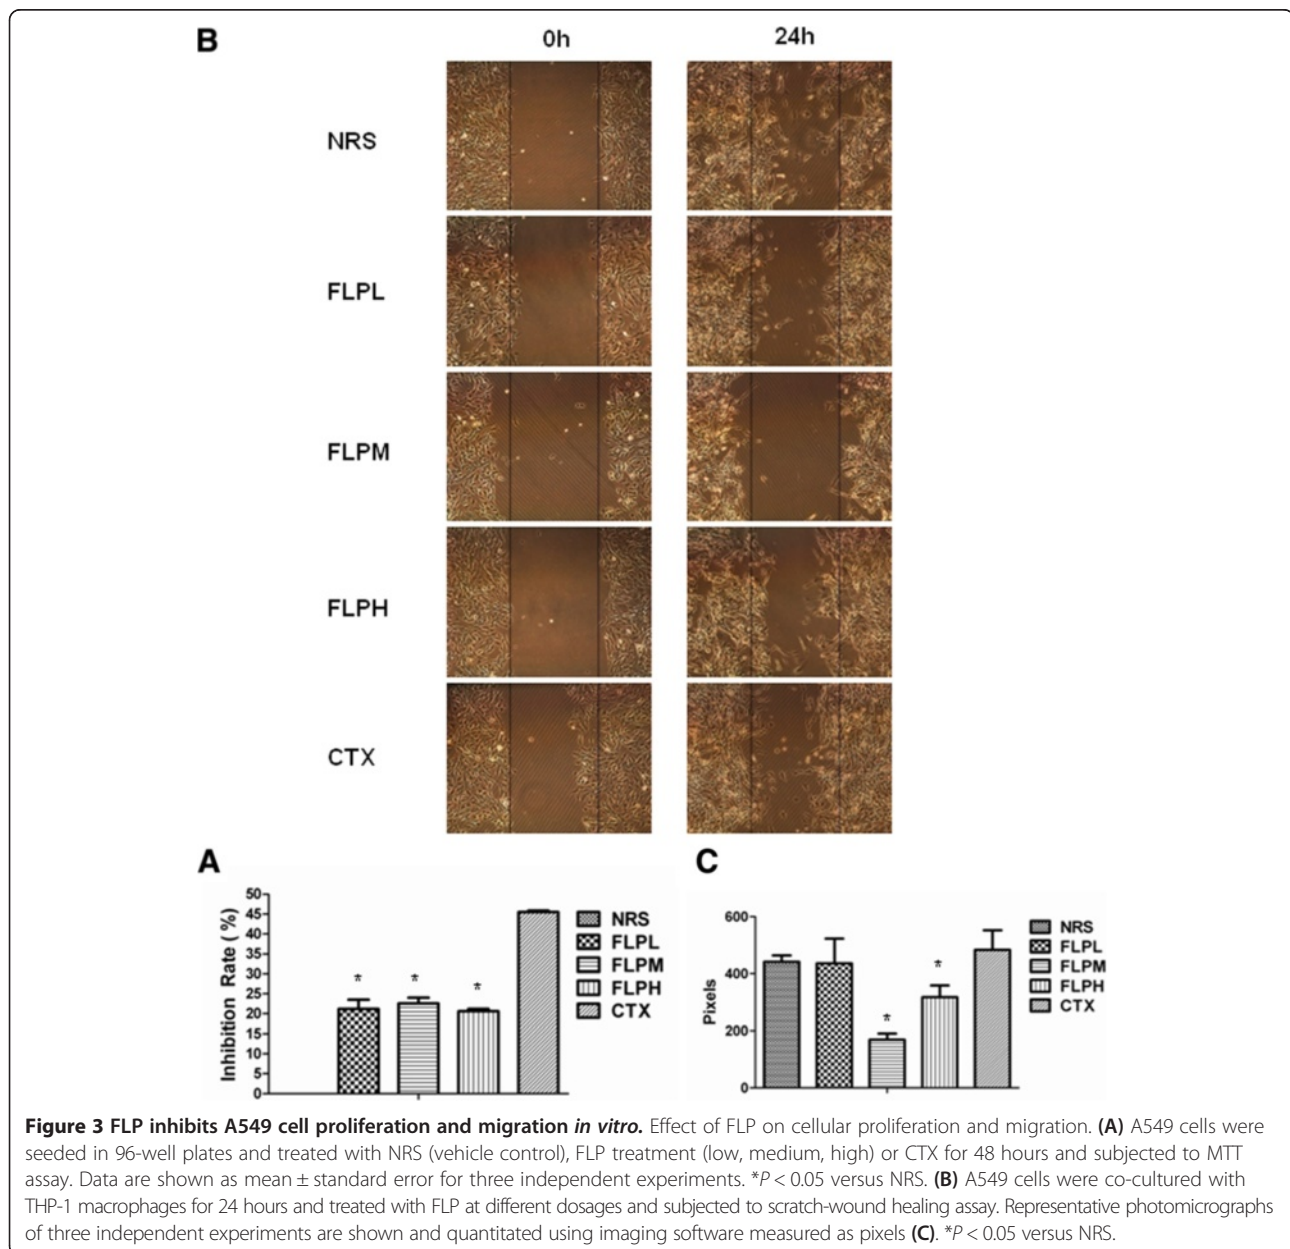 B
0h 24h
NRS
FLPL
FLPM
FLPH
CTX
A
Inhibition Rate (%)
50
45
40
35
30
25
20
15
10
5
0
* * *
NRS
FLPL
FLPM
FLPH
CTX
C
Pixels
600
400
200
0
* *
NRS
FLPL
FLPM
FLPH
CTX
Figure 3 FLP inhibits A549 cell proliferation and migration in vitro. Effect of FLP on cellular proliferation and migration. (A) A549 cells were
seeded in 96-well plates and treated with NRS (vehicle control), FLP treatment (low, medium, high) or CTX for 48 hours and subjected to MTT
assay. Data are shown as mean ± standard error for three independent experiments. *P < 0.05 versus NRS. (B) A549 cells were co-cultured with
THP-1 macrophages for 24 hours and treated with FLP at different dosages and subjected to scratch-wound healing assay. Representative photomicrographs
of three independent experiments are shown and quantitated using imaging software measured as pixels (C). *P < 0.05 versus NRS.